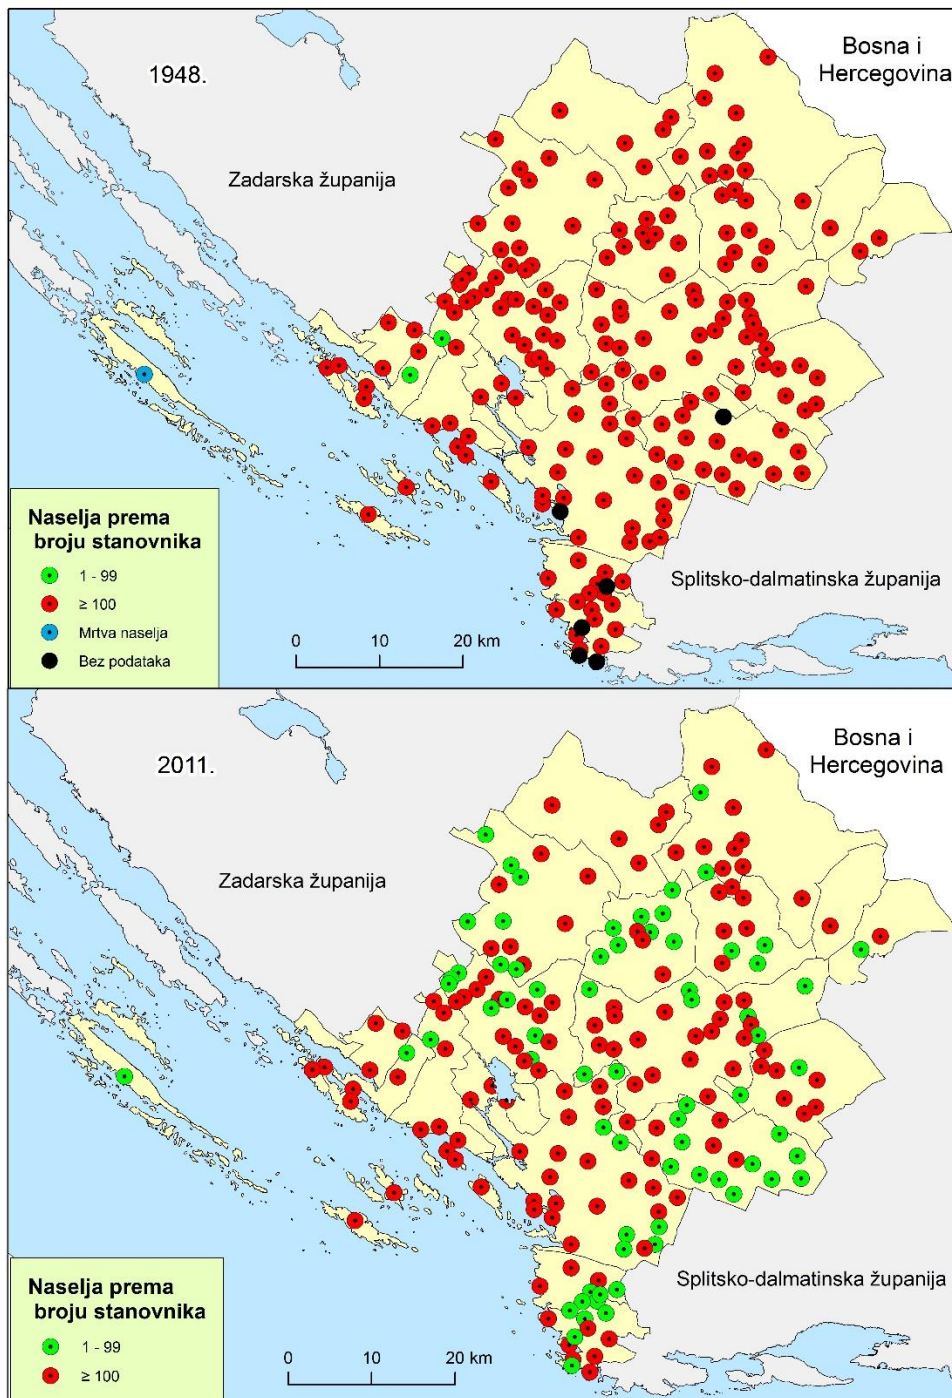 1948.
Bosna i
Hercegovina
Zadarska županija
Naselja prema
broju stanovnika
1 - 99
≥ 100
Mrtva naselja
Bez podataka
0 10 20 km
Splitsko-dalmatinska županija
2011.
Bosna i
Hercegovina
Zadarska županija
Splitsko-dalmatinska županija
Naselja prema
broju stanovnika
1 - 99
≥ 100
0 10 20 km